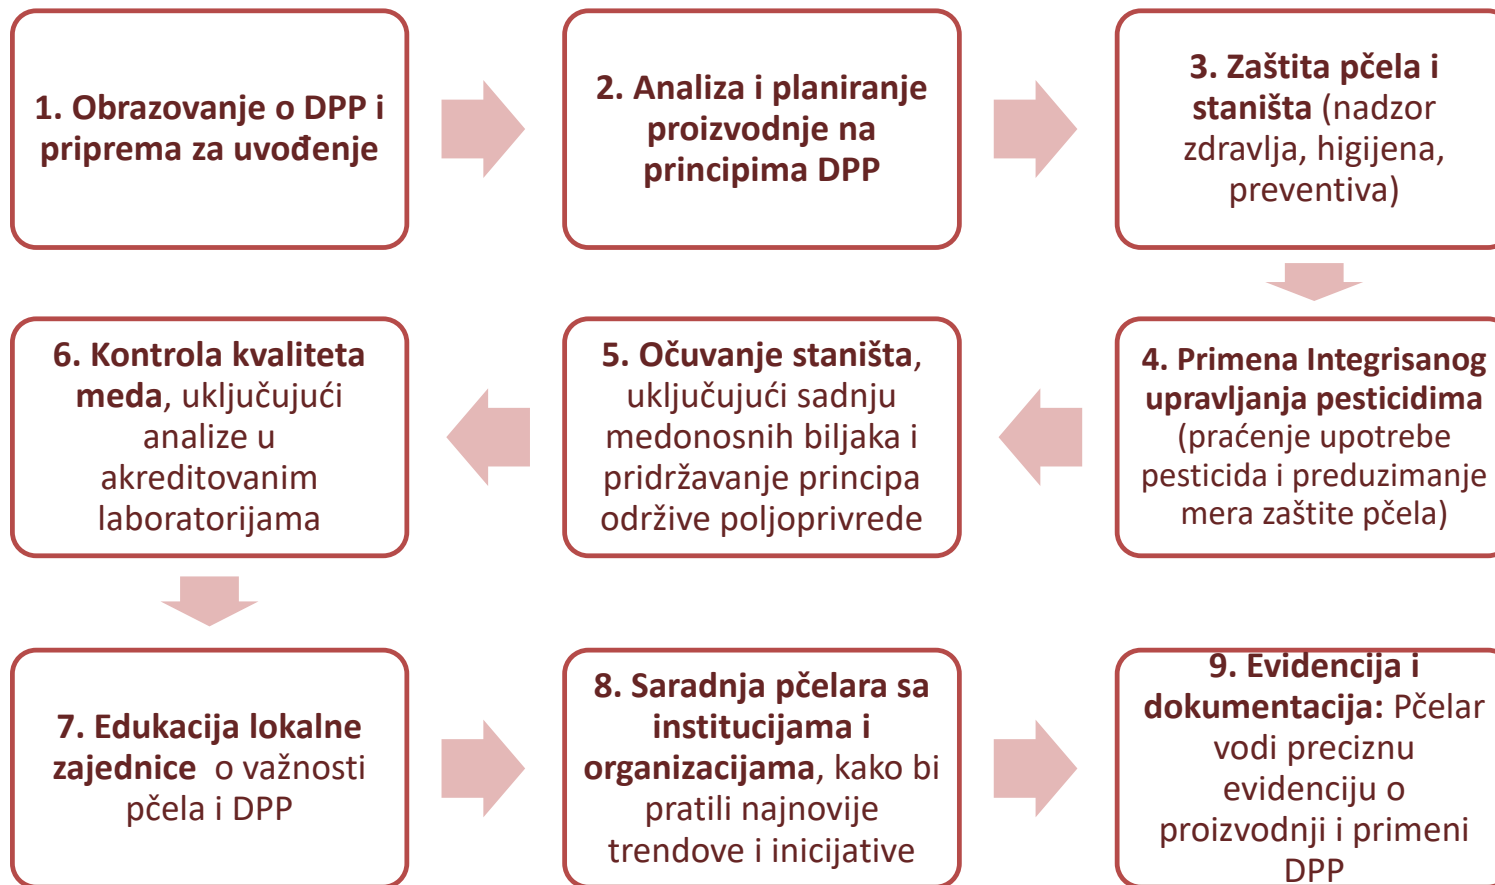 1. Obrazovanje o DPP i
priprema za uvođenje
2. Analiza i planiranje
proizvodnje na
principima DPP
3. Zaštita pčela i
staništa (nadzor
zdravlja, higijena,
preventiva)
4. Primena Integrisanog
upravljanja pesticidima
(praćenje upotrebe
pesticida i preduzimanje
mera zaštite pčela)
5. Očuvanje staništa,
uključujući sadnju
medonosnih biljaka i
pridržavanje principa
održive poljoprivrede
6. Kontrola kvaliteta
meda, uključujući
analize u
akreditovanim
laboratorijama
7. Edukacija lokalne
zajednice o važnosti
pčela i DPP
8. Saradnja pčelara sa
institucijama i
organizacijama, kako bi
pratili najnovije
trendove i inicijative
9. Evidencija i
dokumentacija: Pčelar
vodi preciznu
evidenciju o
proizvodnji i primeni
DPP